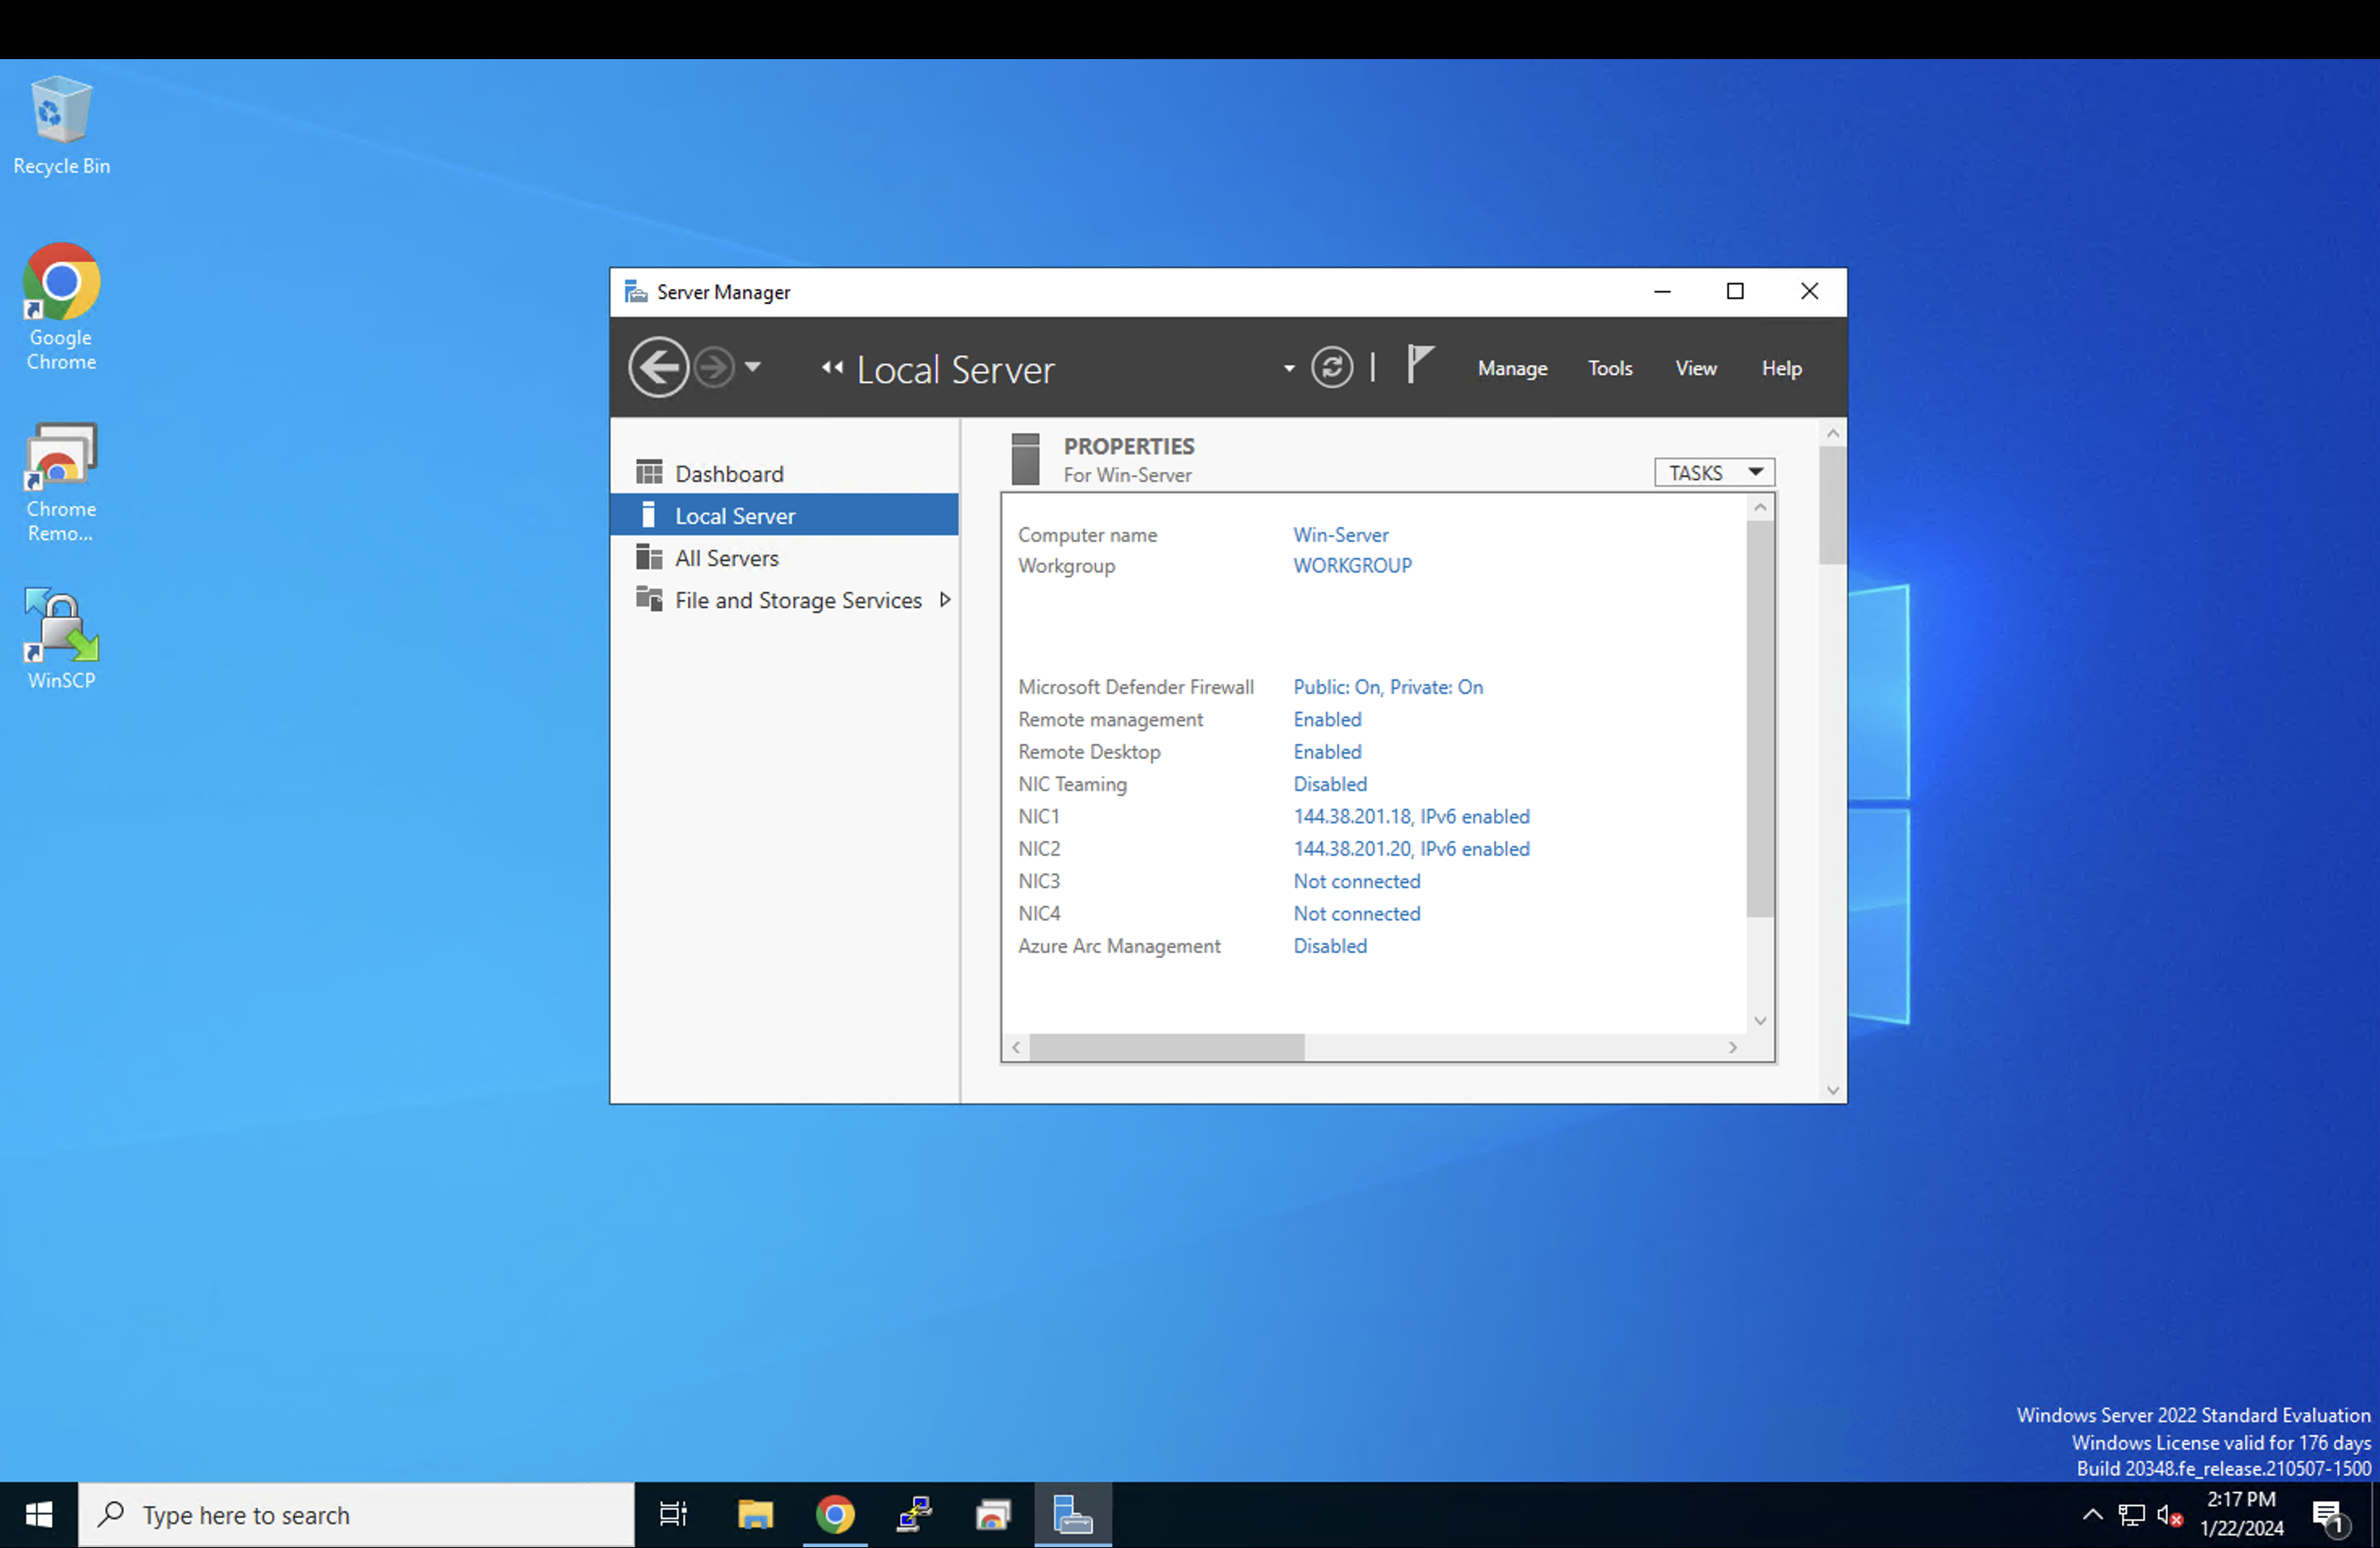 Recycle Bin
Google
Chrome
Chrome
Remo...
WinSCP
Server Manager
Local Server
Manage Tools View Help
Dashboard
Local Server
All Servers
File and Storage Services
PROPERTIES
For Win-Server
TASKS
Computer name Win-Server
Workgroup WORKGROUP
Microsoft Defender Firewall Public: On, Private: On
Remote management Enabled
Remote Desktop Enabled
NIC Teaming Disabled
NIC1 144.38.201.18, IPv6 enabled
NIC2 144.38.201.20, IPv6 enabled
NIC3 Not connected
NIC4 Not connected
Azure Arc Management Disabled
Windows Server 2022 Standard Evaluation
Windows License valid for 176 days
Build 20348.fe_release.210507-1500
Type here to search
2:17 PM
1/22/2024
1